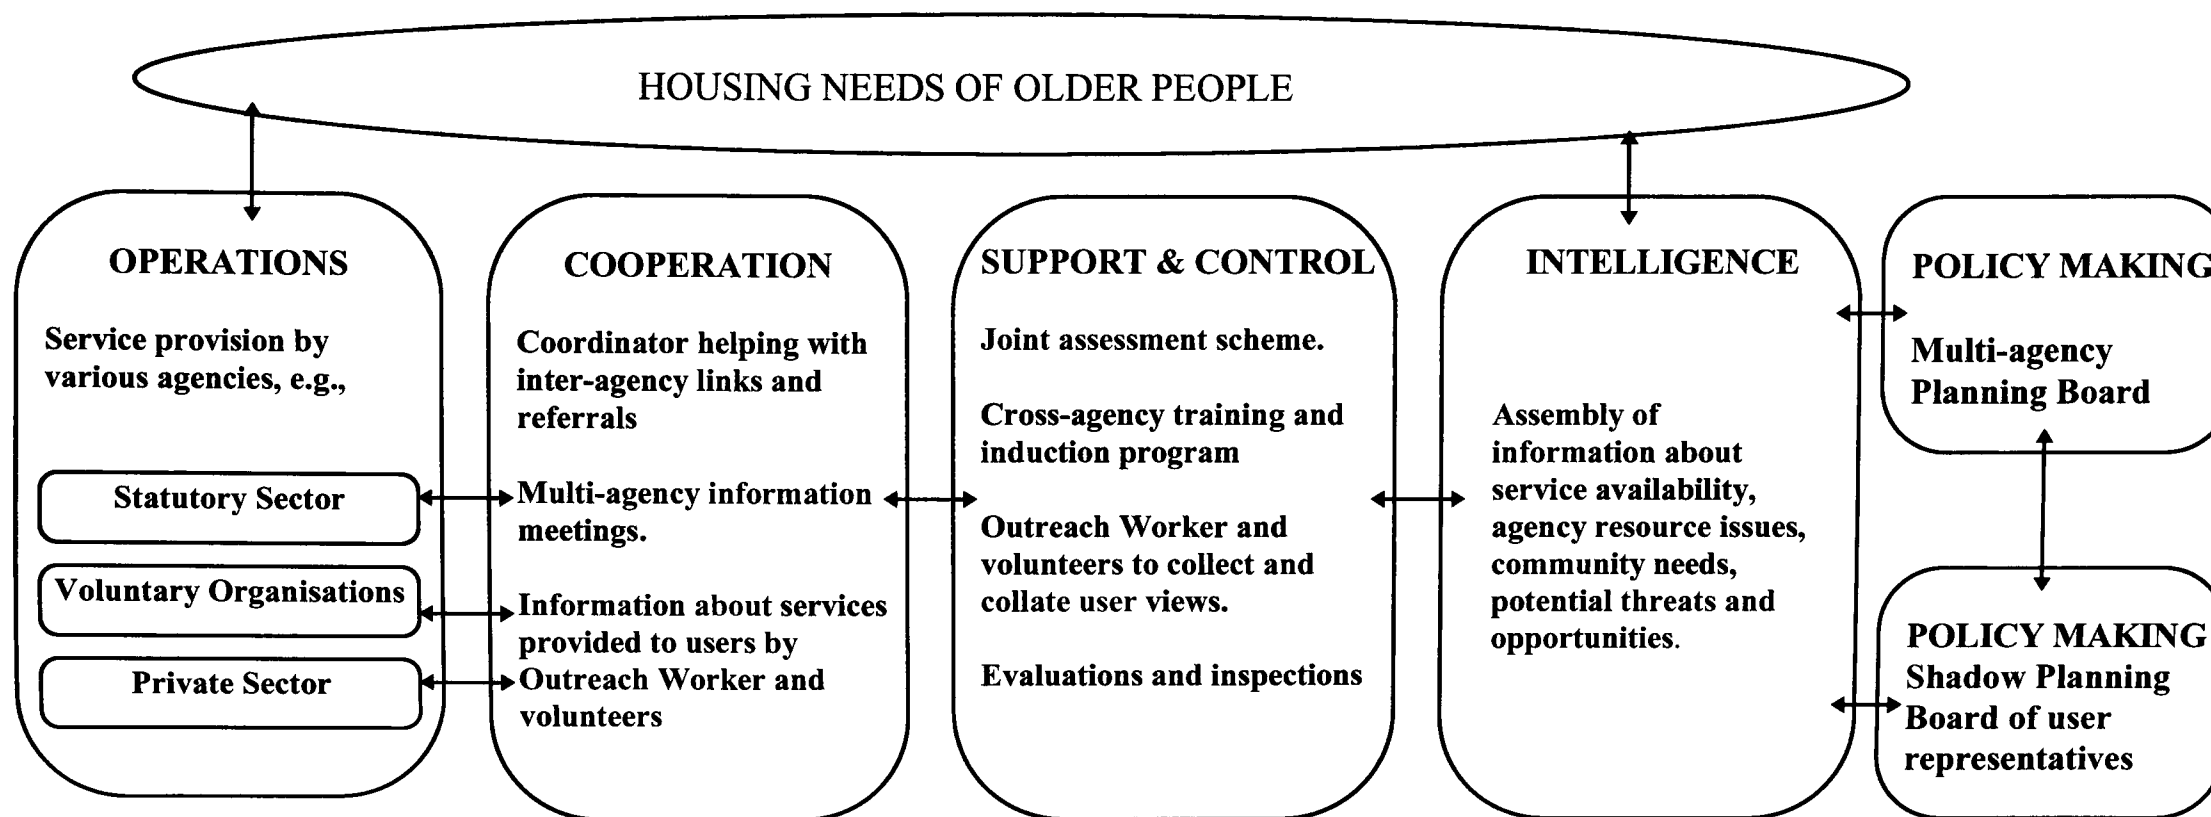 HOUSING NEEDS OF OLDER PEOPLE
OPERATIONS
Service provision by
various agencies, e.g.,
Statutory Sector
Voluntary Organisations
Private Sector
COOPERATION
Coordinator helping with
inter-agency links and
referrals
Multi-agency information
meetings.
Information about services
provided to users by
Outreach Worker and
volunteers
SUPPORT & CONTROL
Joint assessment scheme.
Cross-agency training and
induction program
Outreach Worker and
volunteers to collect and
collate user views.
Evaluations and inspections
INTELLIGENCE
Assembly of
information about
service availability,
agency resource issues,
community needs,
potential threats and
opportunities.
POLICY MAKING
Multi-agency
Planning Board
POLICY MAKING
Shadow Planning
Board of user
representatives